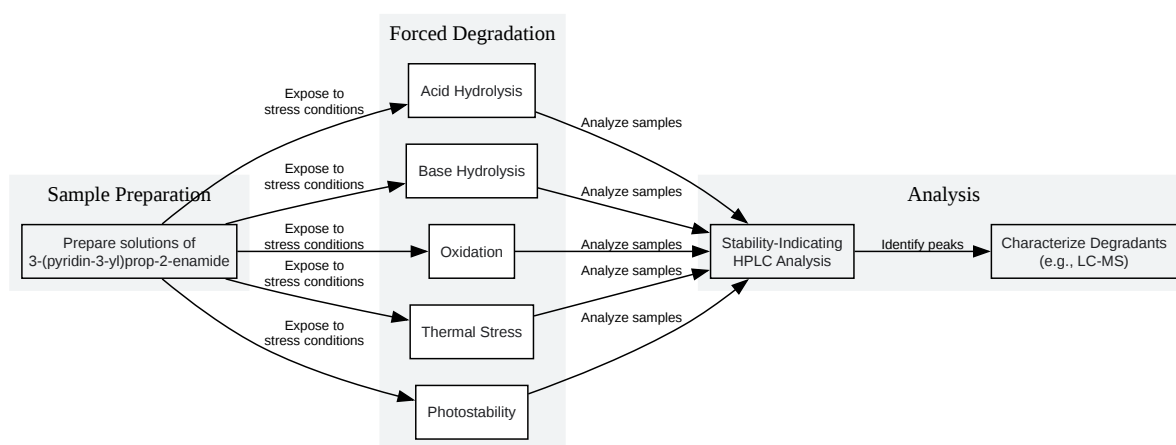 Forced Degradation
Acid Hydrolysis
Expose to
stress conditions
Analyze samples
Base Hydrolysis
Expose to
stress conditions
Analyze samples
Sample Preparation
Analysis
Prepare solutions of
3-(pyridin-3-yl)prop-2-enamide
Expose to
stress conditions
Oxidation
Analyze samples
Stability-Indicating
HPLC Analysis
Identify peaks
Characterize Degradants
(e.g., LC-MS)
Expose to
stress conditions
Analyze samples
Thermal Stress
Expose to
stress conditions
Analyze samples
Photostability